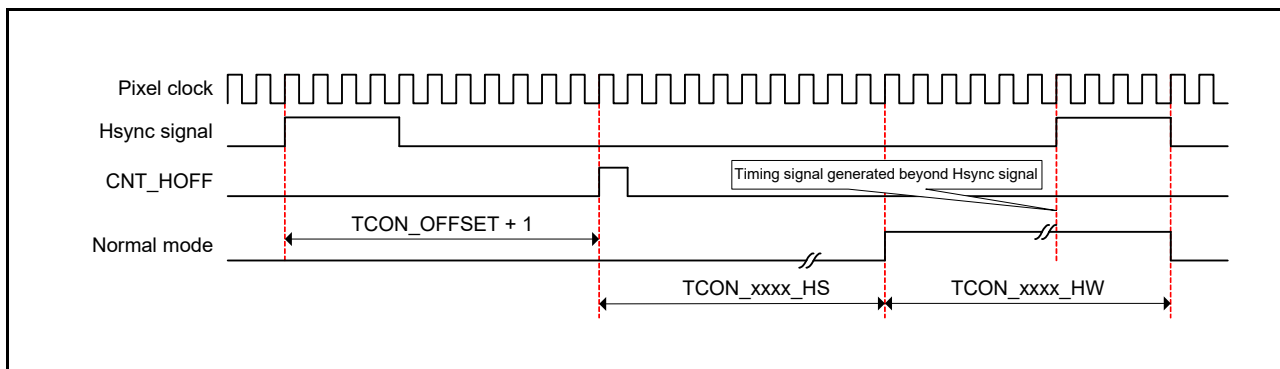 Pixel clock
Hsync signal
CNT_HOFF
Timing signal generated beyond Hsync signal
TCON_OFFSET + 1
Normal mode
TCON_xxxx_HS
TCON_xxxx_HW